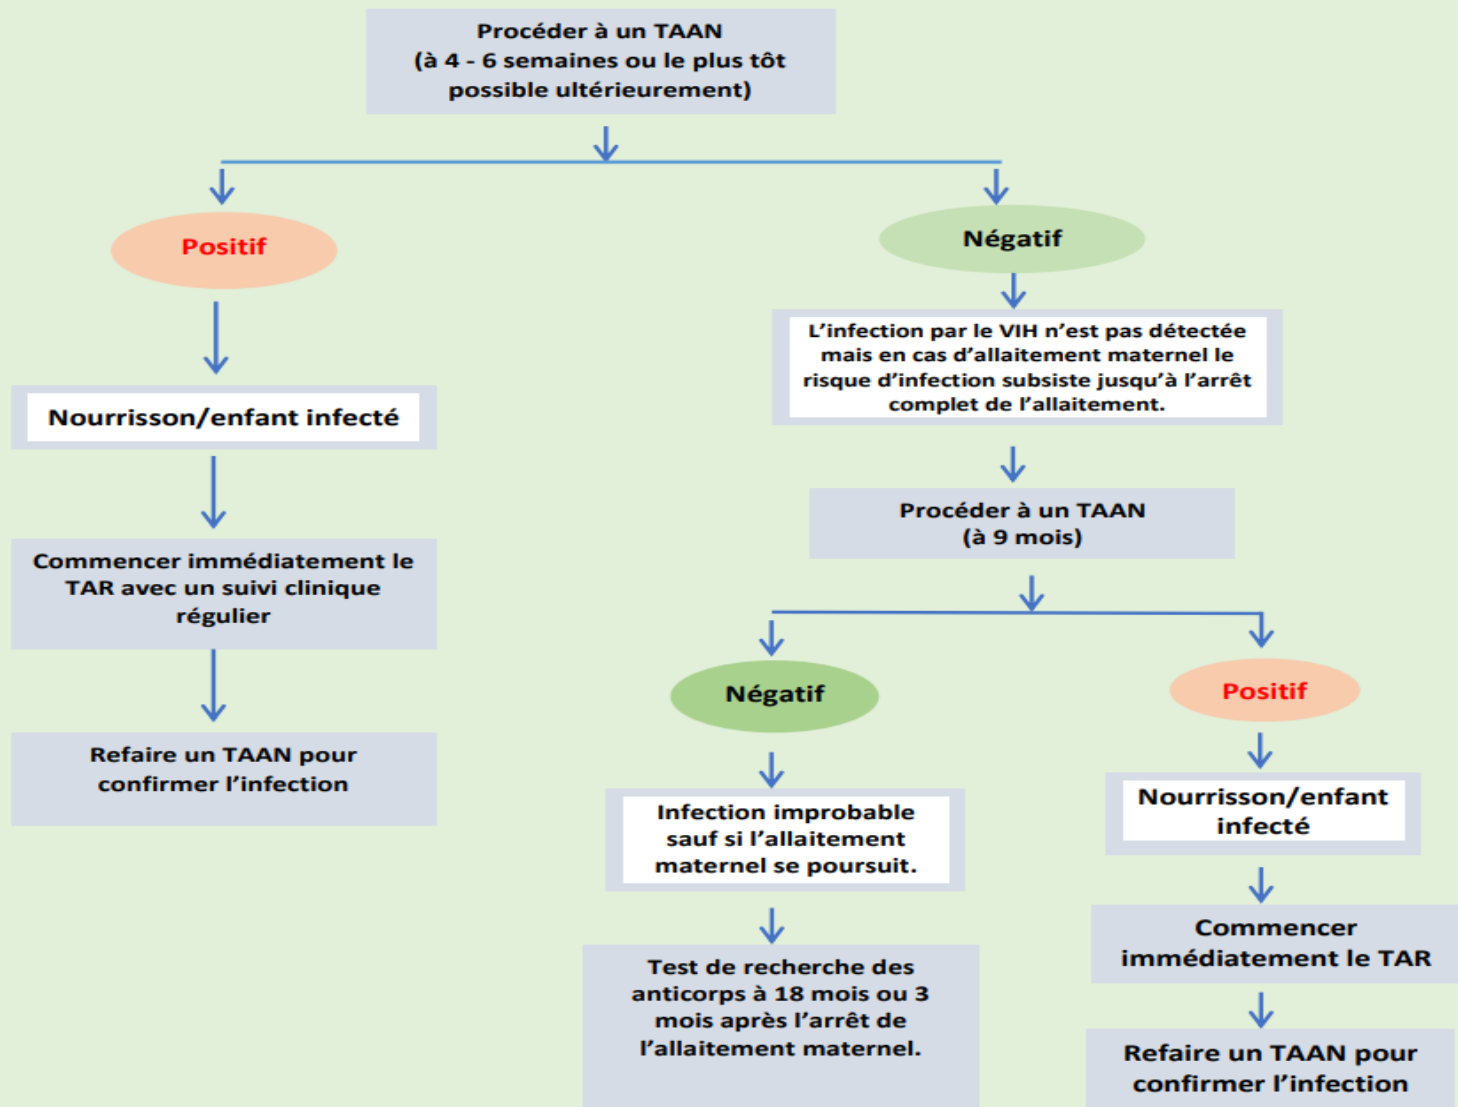 Procéder à un TAAN
(à 4 - 6 semaines ou le plus tôt
possible ultérieurement)
Positif
Négatif
L’infection par le VIH n’est pas détectée
mais en cas d’allaitement maternel le
risque d’infection subsiste jusqu’à l’arrêt
complet de l’allaitement.
Nourrisson/enfant infecté
Procéder à un TAAN
(à 9 mois)
Commencer immédiatement le
TAR avec un suivi clinique
régulier
Négatif
Positif
Refaire un TAAN pour
confirmer l’infection
Infection improbable
sauf si l’allaitement
maternel se poursuit.
Nourrisson/enfant
infecté
Commencer
immédiatement le TAR
Test de recherche des
anticorps à 18 mois ou 3
mois après l’arrêt de
l’allaitement maternel.
Refaire un TAAN pour
confirmer l’infection